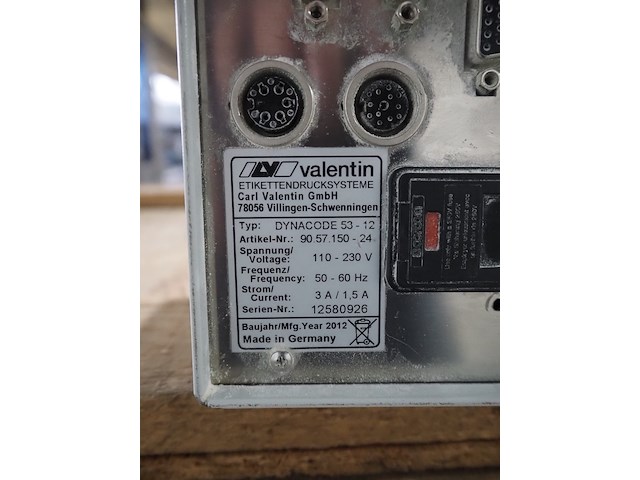 valentin
ETIKETTENDRUCKSYSTEME
Carl Valentin GmbH
78056 Villingen-Schwenningen
Typ: DYNACODE 53 - 12
Artikel-Nr.: 90.57.150 - 24
Spannung/
Voltage: 110 - 230 V
Frequenz/
Frequency: 50 - 60 Hz
Strom/
Current: 3 A / 1,5 A
Serien-Nr.: 12580926
Baujahr/Mfg.Year 2012
Made in Germany